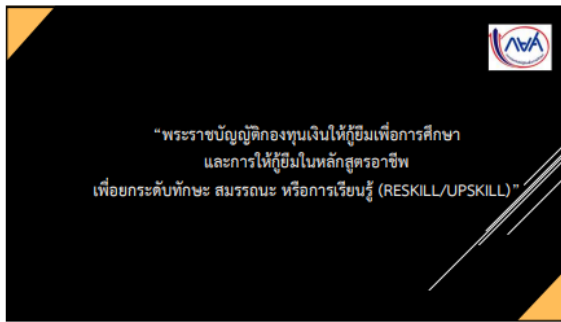 กยศ
“พระราชบัญญัติกองทุนเงินให้กู้ยืมเพื่อการศึกษา
และการให้กู้ยืมในหลักสูตรอาชีพ
เพื่อยกระดับทักษะ สมรรถนะ หรือการเรียนรู้ (RESKILL/UPSKILL)”